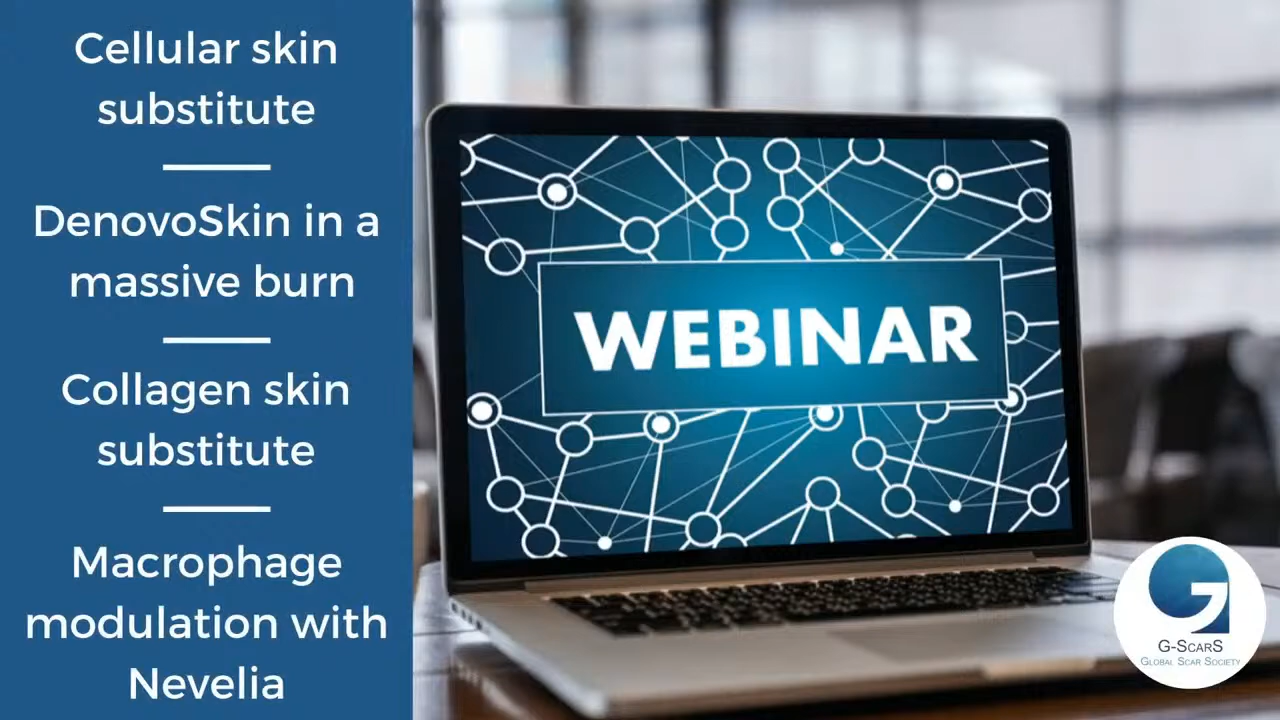 Cellular skin
substitute
DenovoSkin in a
massive burn
Collagen skin
substitute
Macrophage
modulation with
Nevelia
WEBINAR
G-ScarS
Global Scar Society